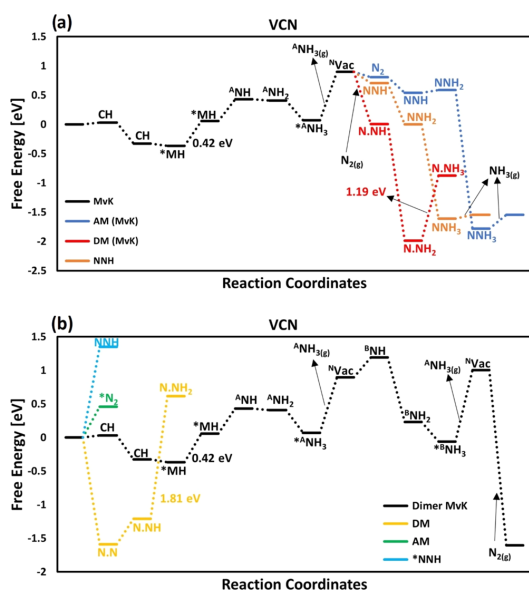 (a)
VCN
Free Energy [eV]
1.5
1
0.5
0
-0.5
-1
-1.5
-2
-2.5
CH
CH
*MH
*MH
0.42 eV
ᴬNH
ᴬNH₂
*ᴬNH₃
ᴬNH₃₍g₎
ᴺVac
N₂₍g₎
N₂
NNH
NNH
NNH₂
NNH₂
N.NH
N.NH₃
NH₃₍g₎
1.19 eV
N.NH₂
NNH₃
NNH₃
MvK
AM (MvK)
DM (MvK)
NNH
Reaction Coordinates
(b)
VCN
Free Energy [eV]
1.5
1
0.5
0
-0.5
-1
-1.5
-2
NNH
*N₂
CH
CH
*MH
*MH
0.42 eV
N.NH₂
N.NH
N.N
1.81 eV
ᴬNH
ᴬNH₂
*ᴬNH₃
ᴬNH₃₍g₎
ᴺVac
ᴮNH
ᴮNH₂
*ᴮNH₃
ᴬNH₃₍g₎
ᴺVac
N₂₍g₎
Dimer MvK
DM
AM
*NNH
Reaction Coordinates